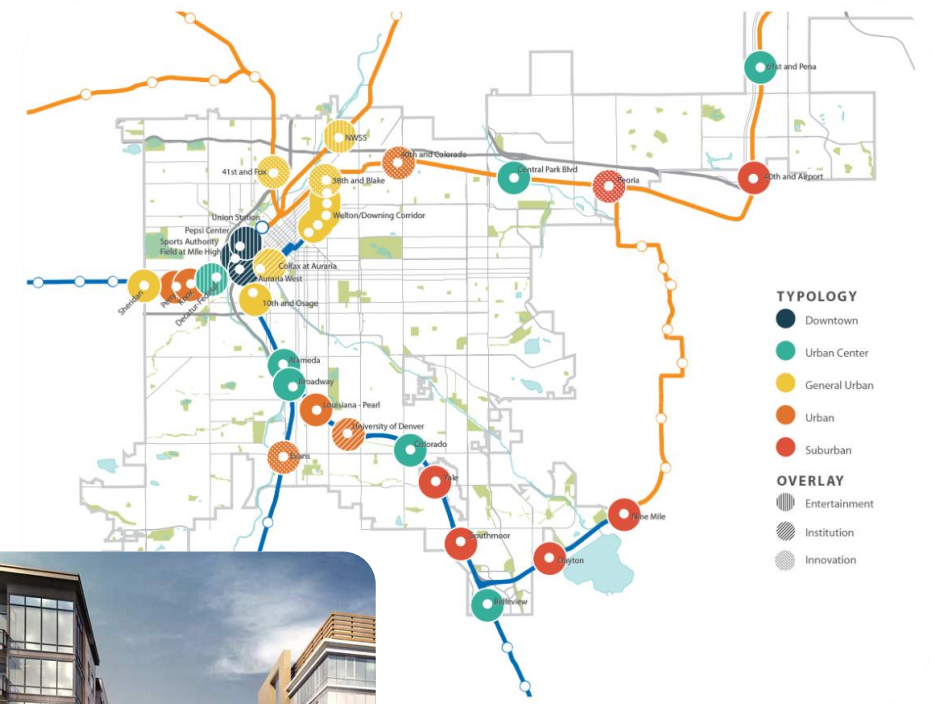 61st and Pena
NWSS
40th and Colorado
41st and Fox
38th and Blake
Central Park Blvd
Peoria
40th and Airport
Union Station
Welton/Downing Corridor
Pepsi Center
Sports Authority
Field at Mile High
Colfax at Auraria
Auraria West
Sheridan
Perry
Knox
Decatur-Federal
10th and Osage
TYPOLOGY
Downtown
Urban Center
General Urban
Urban
Suburban
OVERLAY
Entertainment
Institution
Innovation
Alameda
Broadway
Louisiana - Pearl
University of Denver
Colorado
Evans
Yale
Nine Mile
Southmoor
Dayton
Belleview